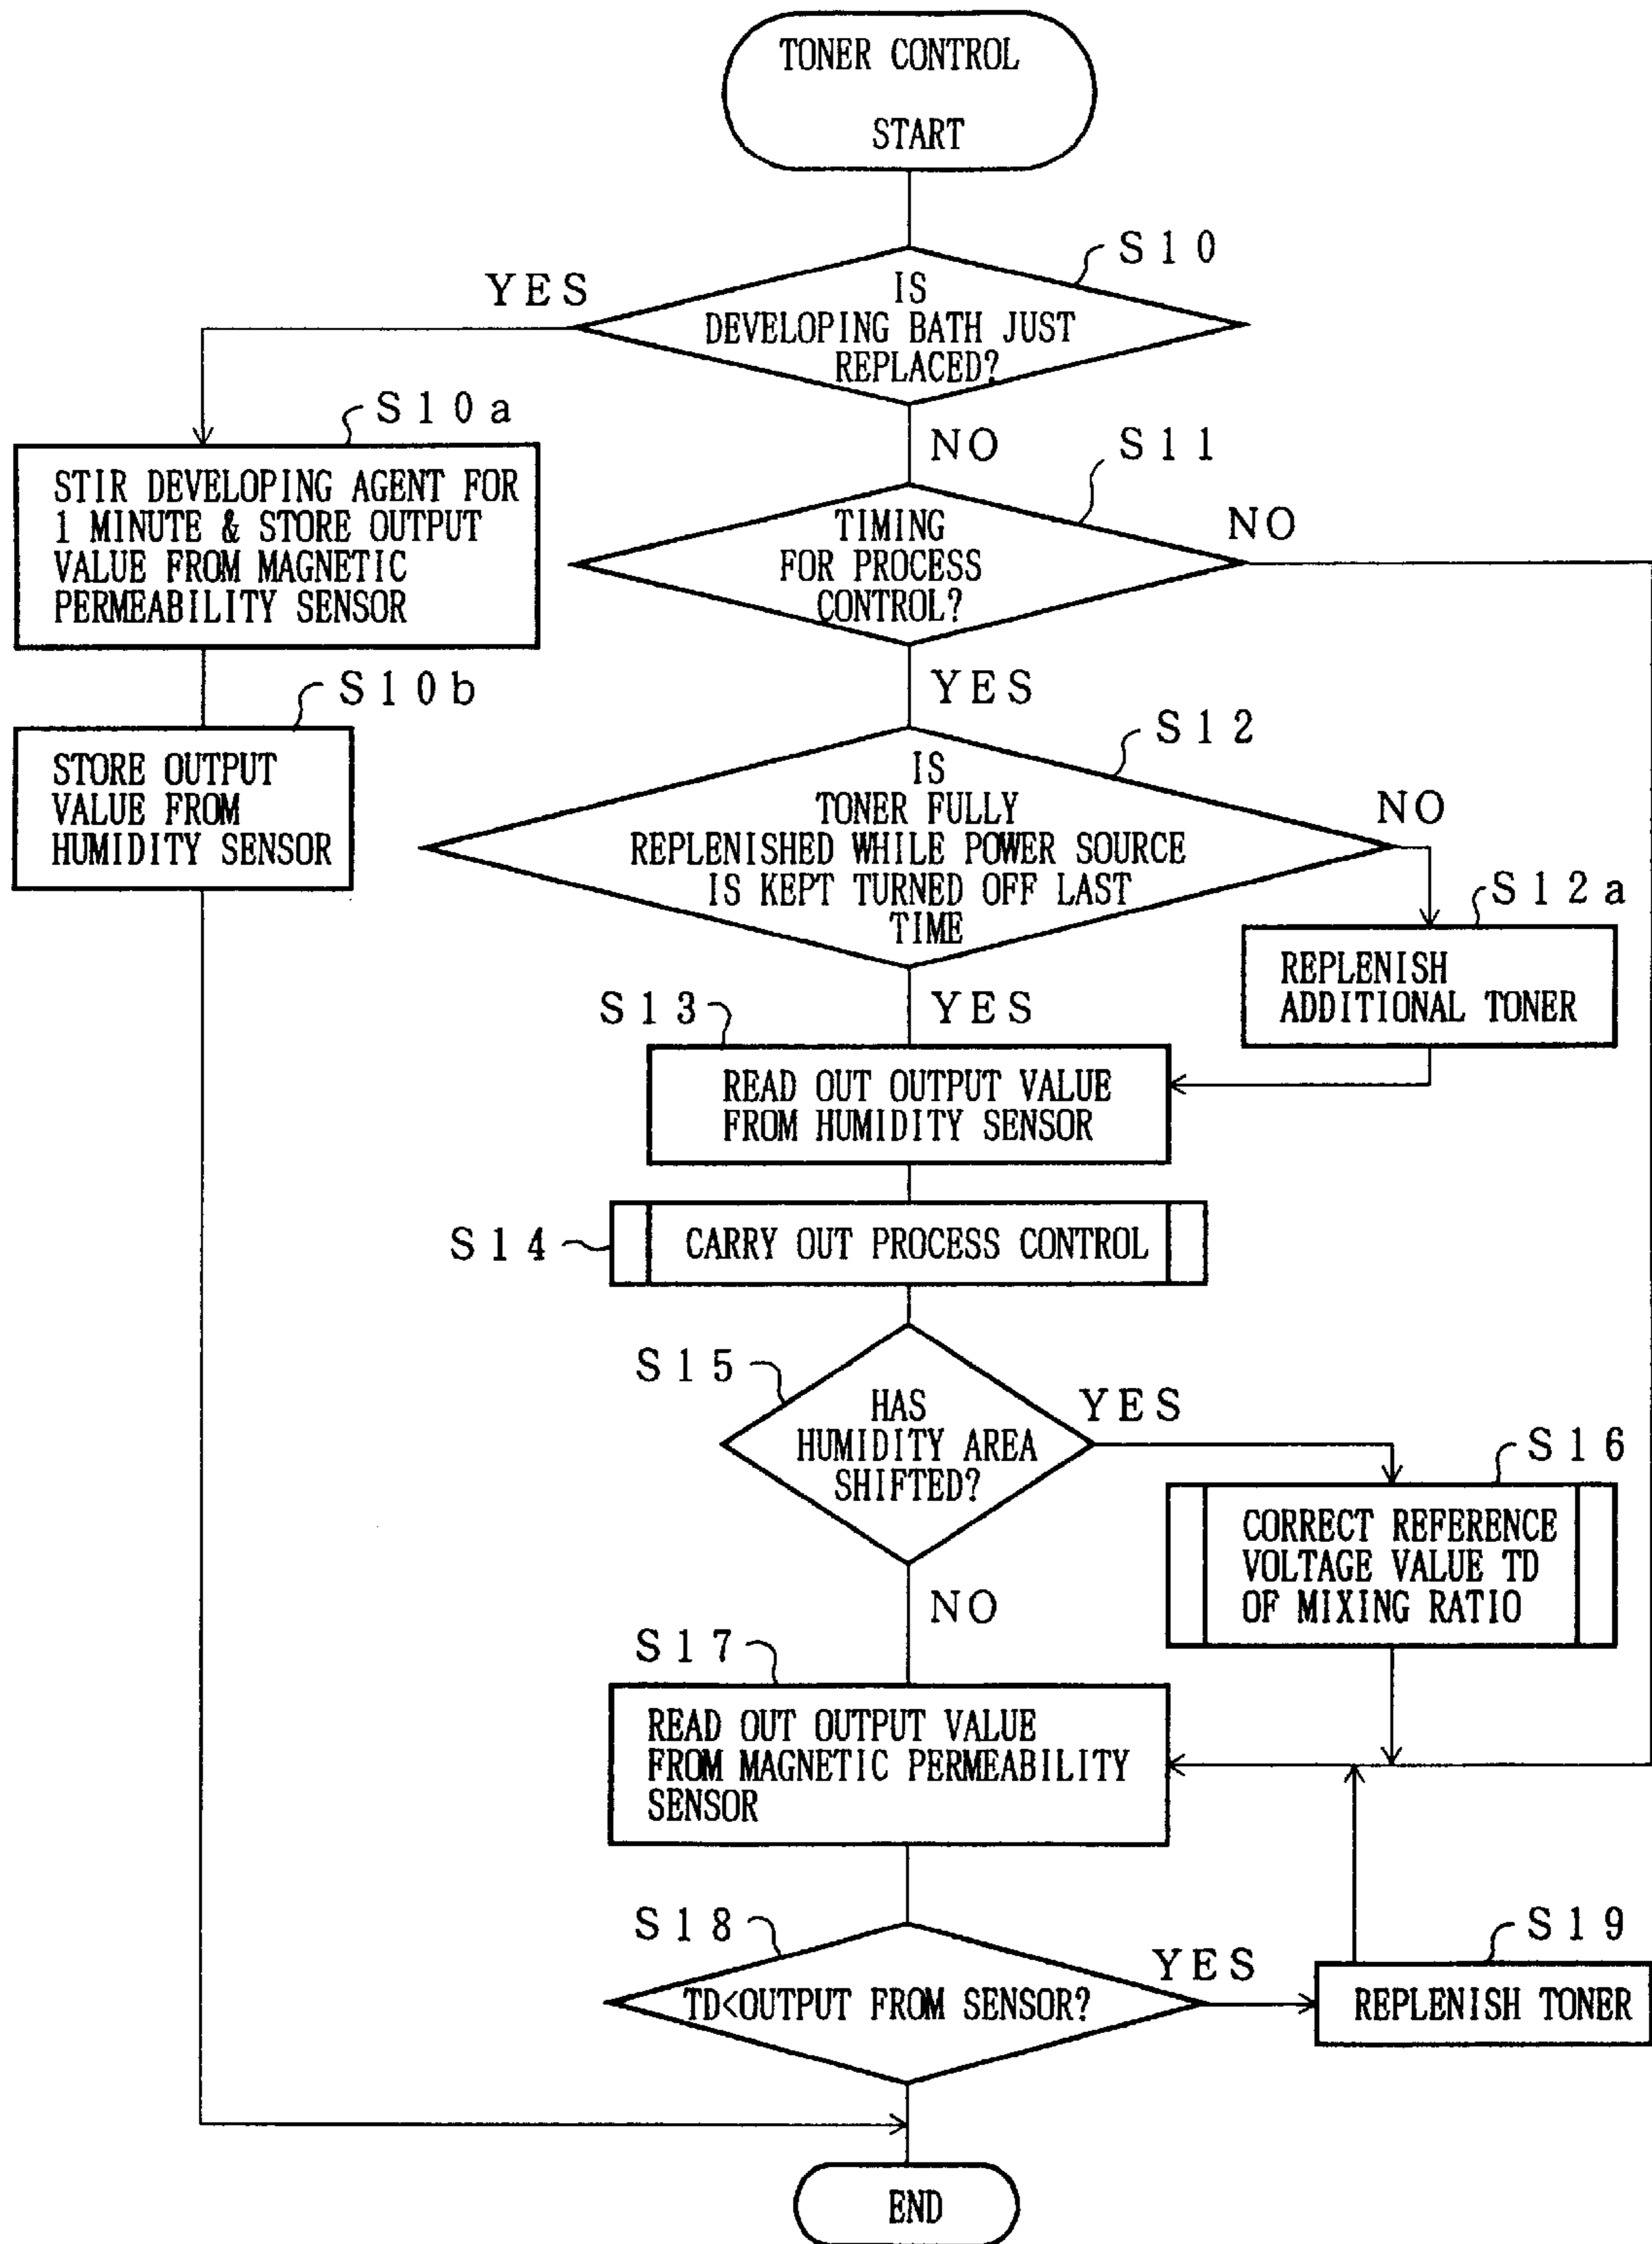 TONER CONTROL
START
S10
YES
IS
DEVELOPING BATH JUST
REPLACED?
S10a
NO
S11
STIR DEVELOPING AGENT FOR
1 MINUTE & STORE OUTPUT
VALUE FROM MAGNETIC
PERMEABILITY SENSOR
TIMING
FOR PROCESS
CONTROL?
NO
S10b
YES
S12
STORE OUTPUT
VALUE FROM
HUMIDITY SENSOR
IS
TONER FULLY
REPLENISHED WHILE POWER SOURCE
IS KEPT TURNED OFF LAST
TIME
NO
S12a
REPLENISH
ADDITIONAL TONER
S13
YES
READ OUT OUTPUT VALUE
FROM HUMIDITY SENSOR
S14
CARRY OUT PROCESS CONTROL
S15
HAS
HUMIDITY AREA
SHIFTED?
YES
S16
CORRECT REFERENCE
VOLTAGE VALUE TD
OF MIXING RATIO
NO
S17
READ OUT OUTPUT VALUE
FROM MAGNETIC PERMEABILITY
SENSOR
S18
TD<OUTPUT FROM SENSOR?
YES
S19
REPLENISH TONER
END